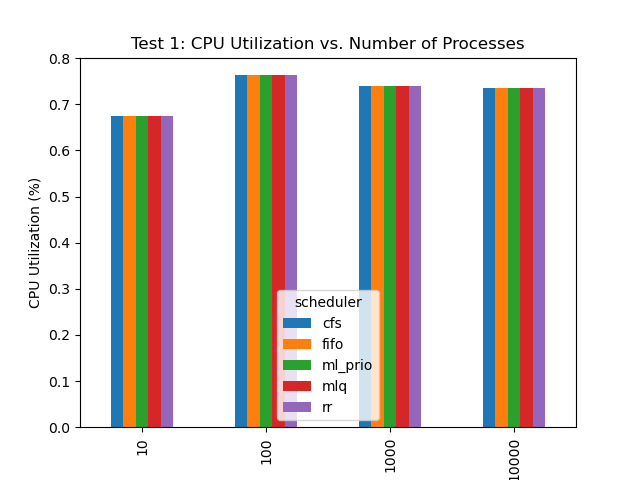 Test 1: CPU Utilization vs. Number of Processes
CPU Utilization (%)
0.8
0.7
0.6
0.5
0.4
0.3
0.2
0.1
0.0
scheduler
cfs
fifo
ml_prio
mlq
rr
10
100
1000
10000